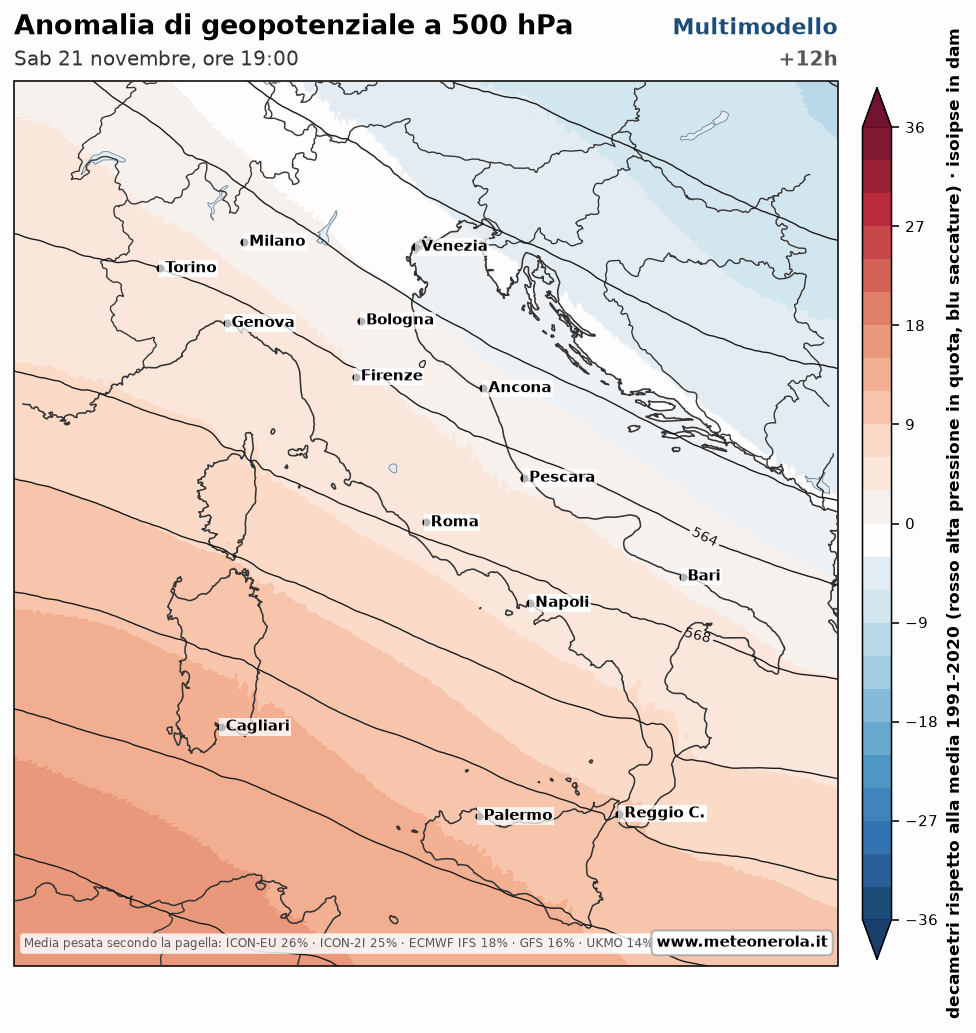 Anomalia di geopotenziale a 500 hPa
Multimodello
Sab 21 novembre, ore 19:00
+12h
Milano
Venezia
Torino
Genova
Bologna
Firenze
Ancona
Pescara
Roma
564
Bari
Napoli
568
Cagliari
Palermo
Reggio C.
Media pesata secondo la pagella: ICON-EU 26% · ICON-2I 25% · ECMWF IFS 18% · GFS 16% · UKMO 14%
www.meteonerola.it
36
27
18
9
0
−9
−18
−27
−36
decametri rispetto alla media 1991-2020 (rosso alta pressione in quota, blu saccature) · isoipse in dam